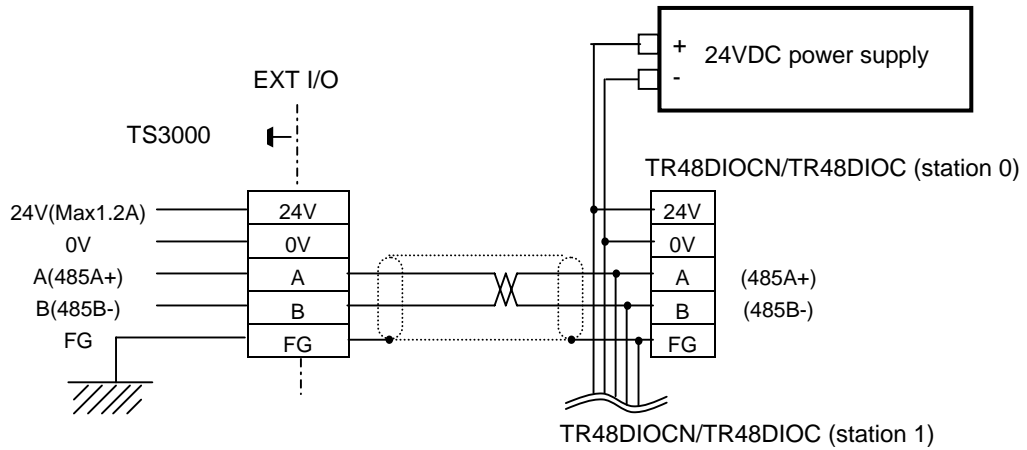 +
24VDC power supply
-
EXT I/O
TS3000
TR48DIOCN/TR48DIOC (station 0)
24V(Max1.2A)
24V
24V
0V
0V
0V
A(485A+)
A
A
(485A+)
B(485B-)
B
B
(485B-)
FG
FG
FG
TR48DIOCN/TR48DIOC (station 1)